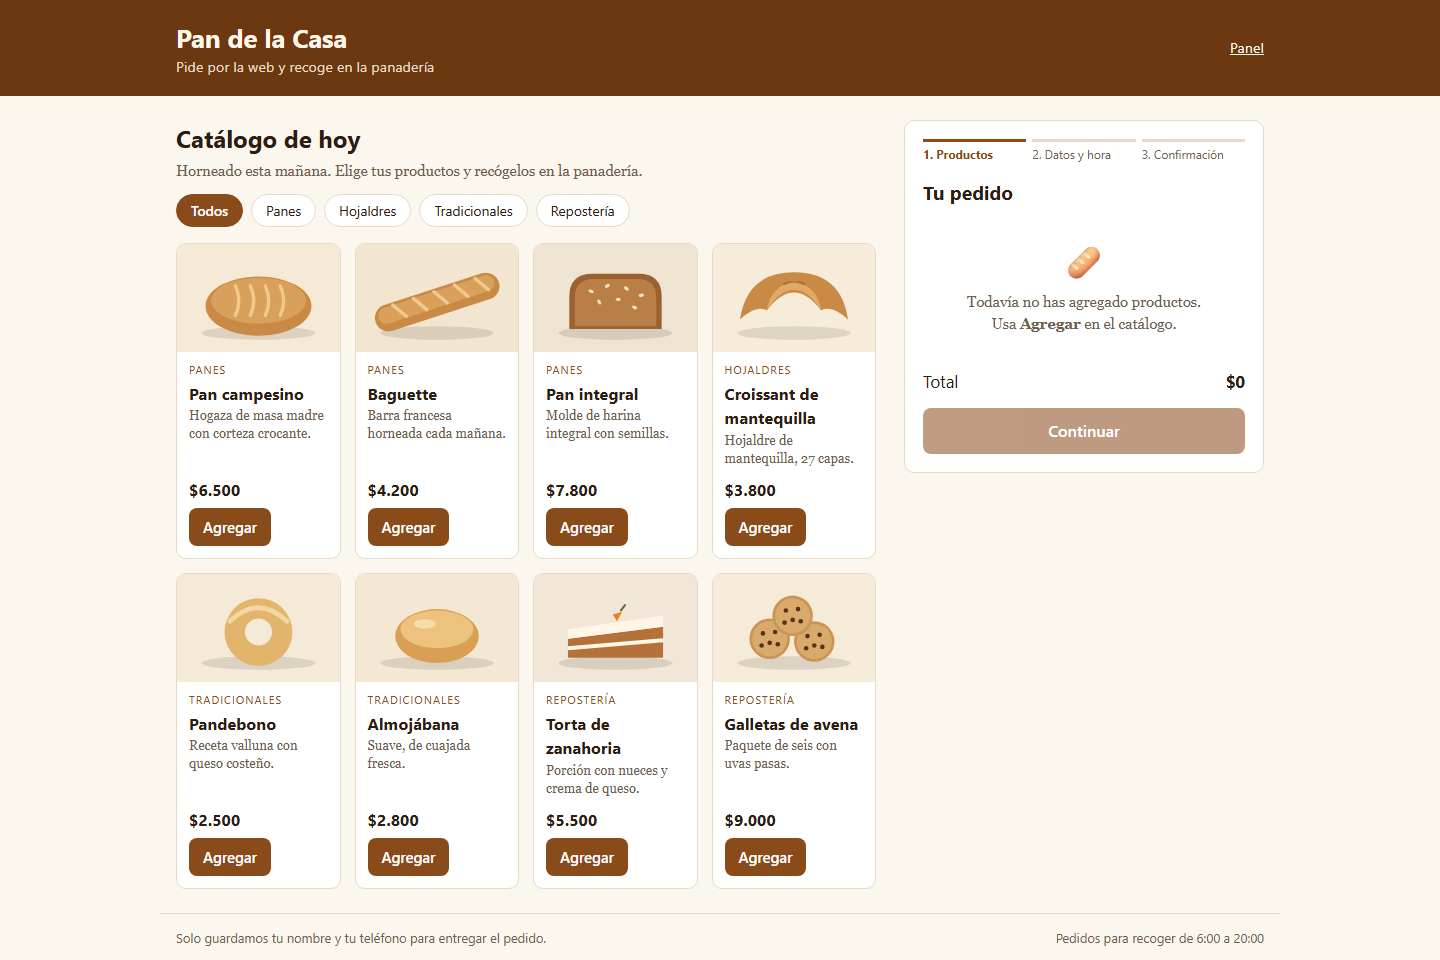 Pan de la Casa
Pide por la web y recoge en la panadería
Panel
Catálogo de hoy
Horneado esta mañana. Elige tus productos y recógelos en la panadería.
Todos
Panes
Hojaldres
Tradicionales
Repostería
PANES
Pan campesino
Hogaza de masa madre
con corteza crocante.
$6.500
Agregar
PANES
Baguette
Barra francesa
horneada cada mañana.
$4.200
Agregar
PANES
Pan integral
Molde de harina
integral con semillas.
$7.800
Agregar
HOJALDRES
Croissant de
mantequilla
Hojaldre de
mantequilla, 27 capas.
$3.800
Agregar
TRADICIONALES
Pandebono
Receta valluna con
queso costeño.
$2.500
Agregar
TRADICIONALES
Almojábana
Suave, de cuajada
fresca.
$2.800
Agregar
REPOSTERÍA
Torta de
zanahoria
Porción con nueces y
crema de queso.
$5.500
Agregar
REPOSTERÍA
Galletas de avena
Paquete de seis con
uvas pasas.
$9.000
Agregar
1. Productos
2. Datos y hora
3. Confirmación
Tu pedido
Todavía no has agregado productos.
Usa Agregar en el catálogo.
Total
$0
Continuar
Solo guardamos tu nombre y tu teléfono para entregar el pedido.
Pedidos para recoger de 6:00 a 20:00